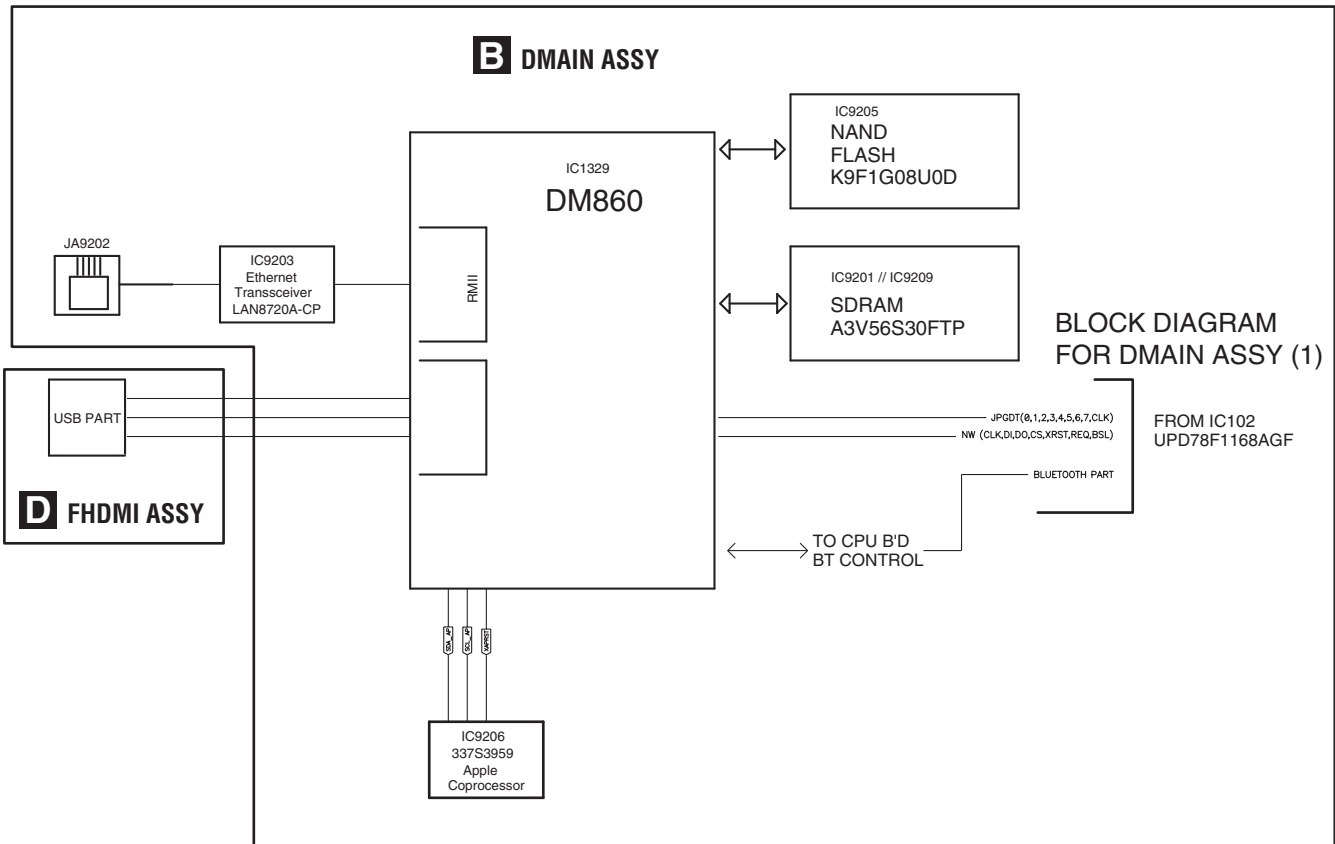 B DMAIN ASSY
IC9205
NAND
FLASH
K9F1G08U0D
IC1329
DM860
JA9202
IC9203
Ethernet
Transsceiver
LAN8720A-CP
RMII
IC9201 // IC9209
SDRAM
A3V56S30FTP
BLOCK DIAGRAM
FOR DMAIN ASSY (1)
USB PART
JPGDT(0,1,2,3,4,5,6,7,CLK)
NW (CLK,DI,DO,CS,XRST,REQ,BSL)
FROM IC102
UPD78F1168AGF
BLUETOOTH PART
D FHDMI ASSY
TO CPU B'D
BT CONTROL
SDA_AP
SCL_AP
XAPRST
IC9206
337S3959
Apple
Coprocessor